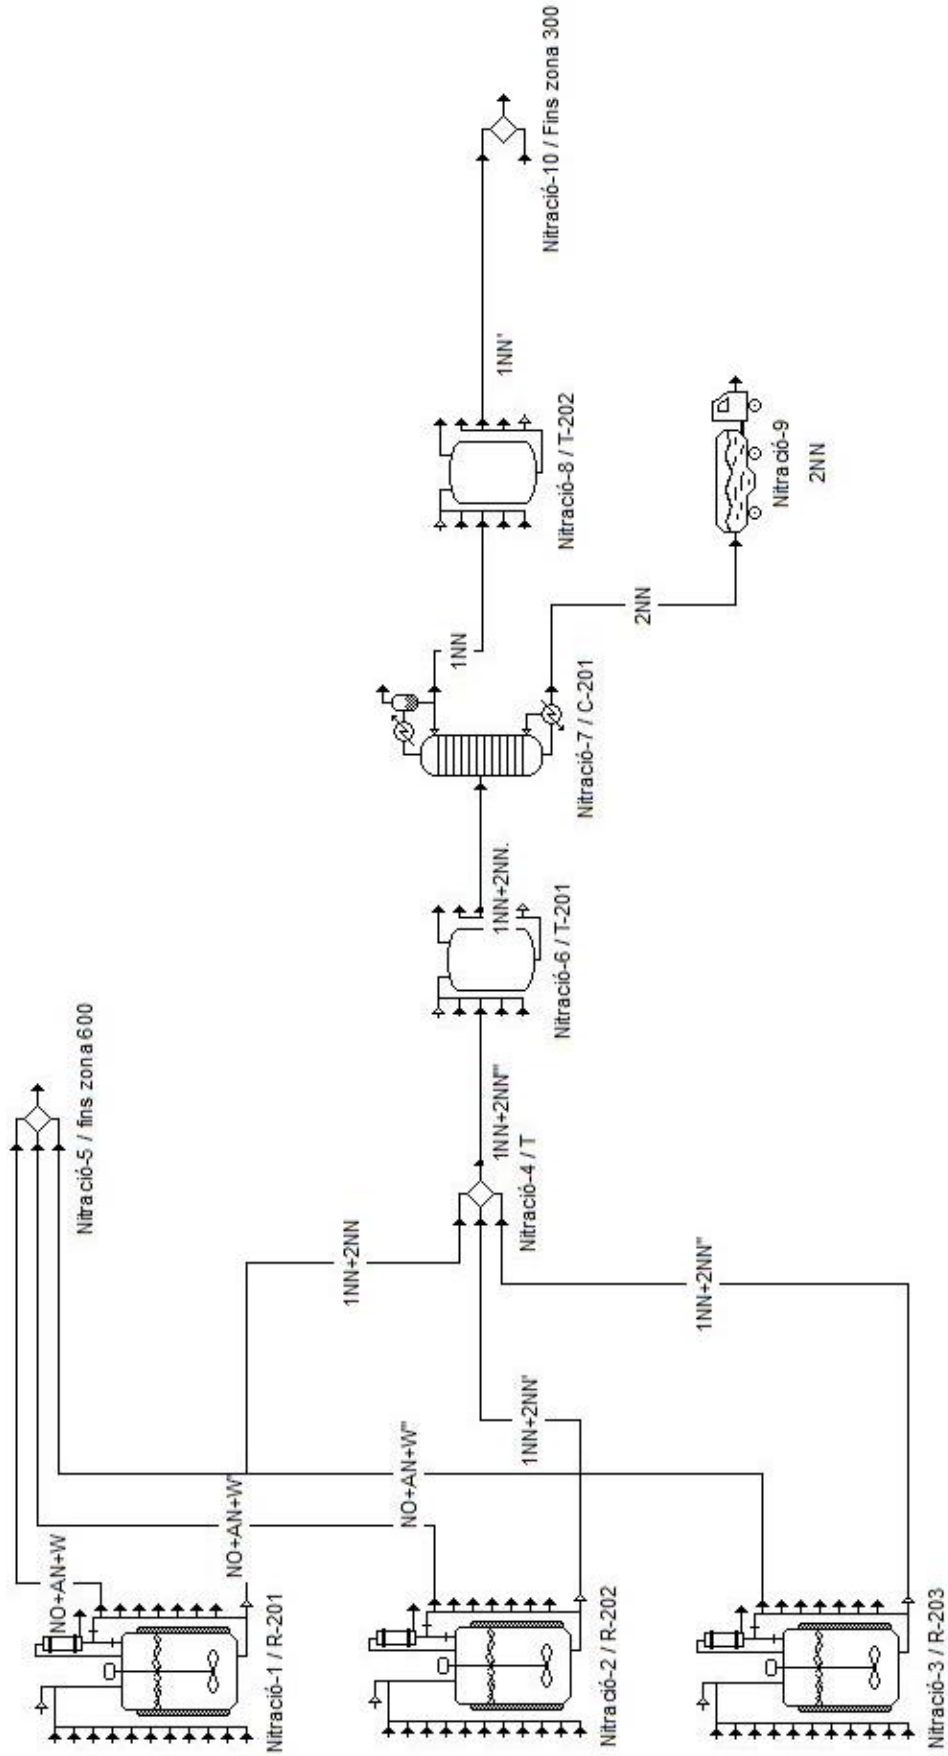 Nitració-10 / Fins zona 300
1NN'
Nitració-8 / T-202
Nitració-9
2NN
2NN
1NN
Nitració-7 / C-201
1NN+2NN.
Nitració-6 / T-201
Nitració-5 / fins zona 600
1NN+2NN'''
Nitració-4 / T
1NN+2NN
1NN+2NN''
1NN+2NN'
NO+AN+W
NO+AN+W'
NO+AN+W''
Nitració-1 / R-201
Nitració-2 / R-202
Nitració-3 / R-203